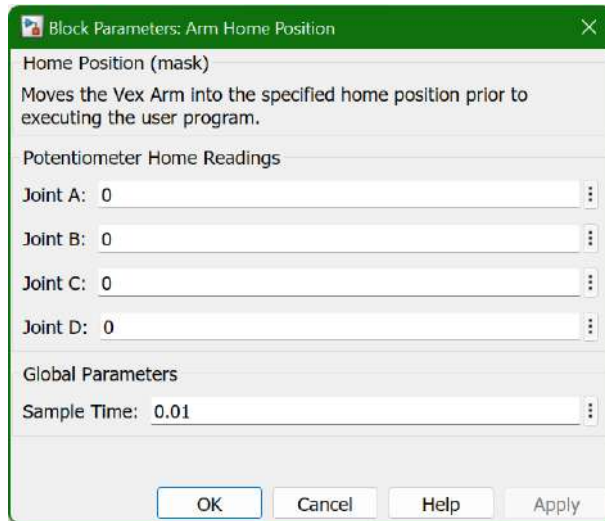 Block Parameters: Arm Home Position
Home Position (mask)
Moves the Vex Arm into the specified home position prior to
executing the user program.
Potentiometer Home Readings
Joint A: 0
Joint B: 0
Joint C: 0
Joint D: 0
Global Parameters
Sample Time: 0.01
OK Cancel Help Apply